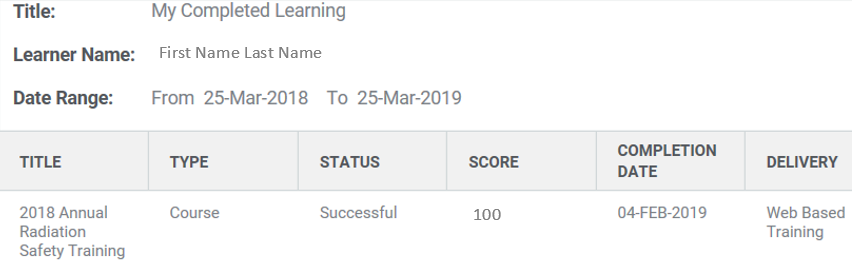 Title: My Completed Learning
Learner Name: First Name Last Name
Date Range: From 25-Mar-2018 To 25-Mar-2019
TITLE TYPE STATUS SCORE COMPLETION DATE DELIVERY
2018 Annual Course Successful 100 04-FEB-2019 Web Based
Radiation Training
Safety Training